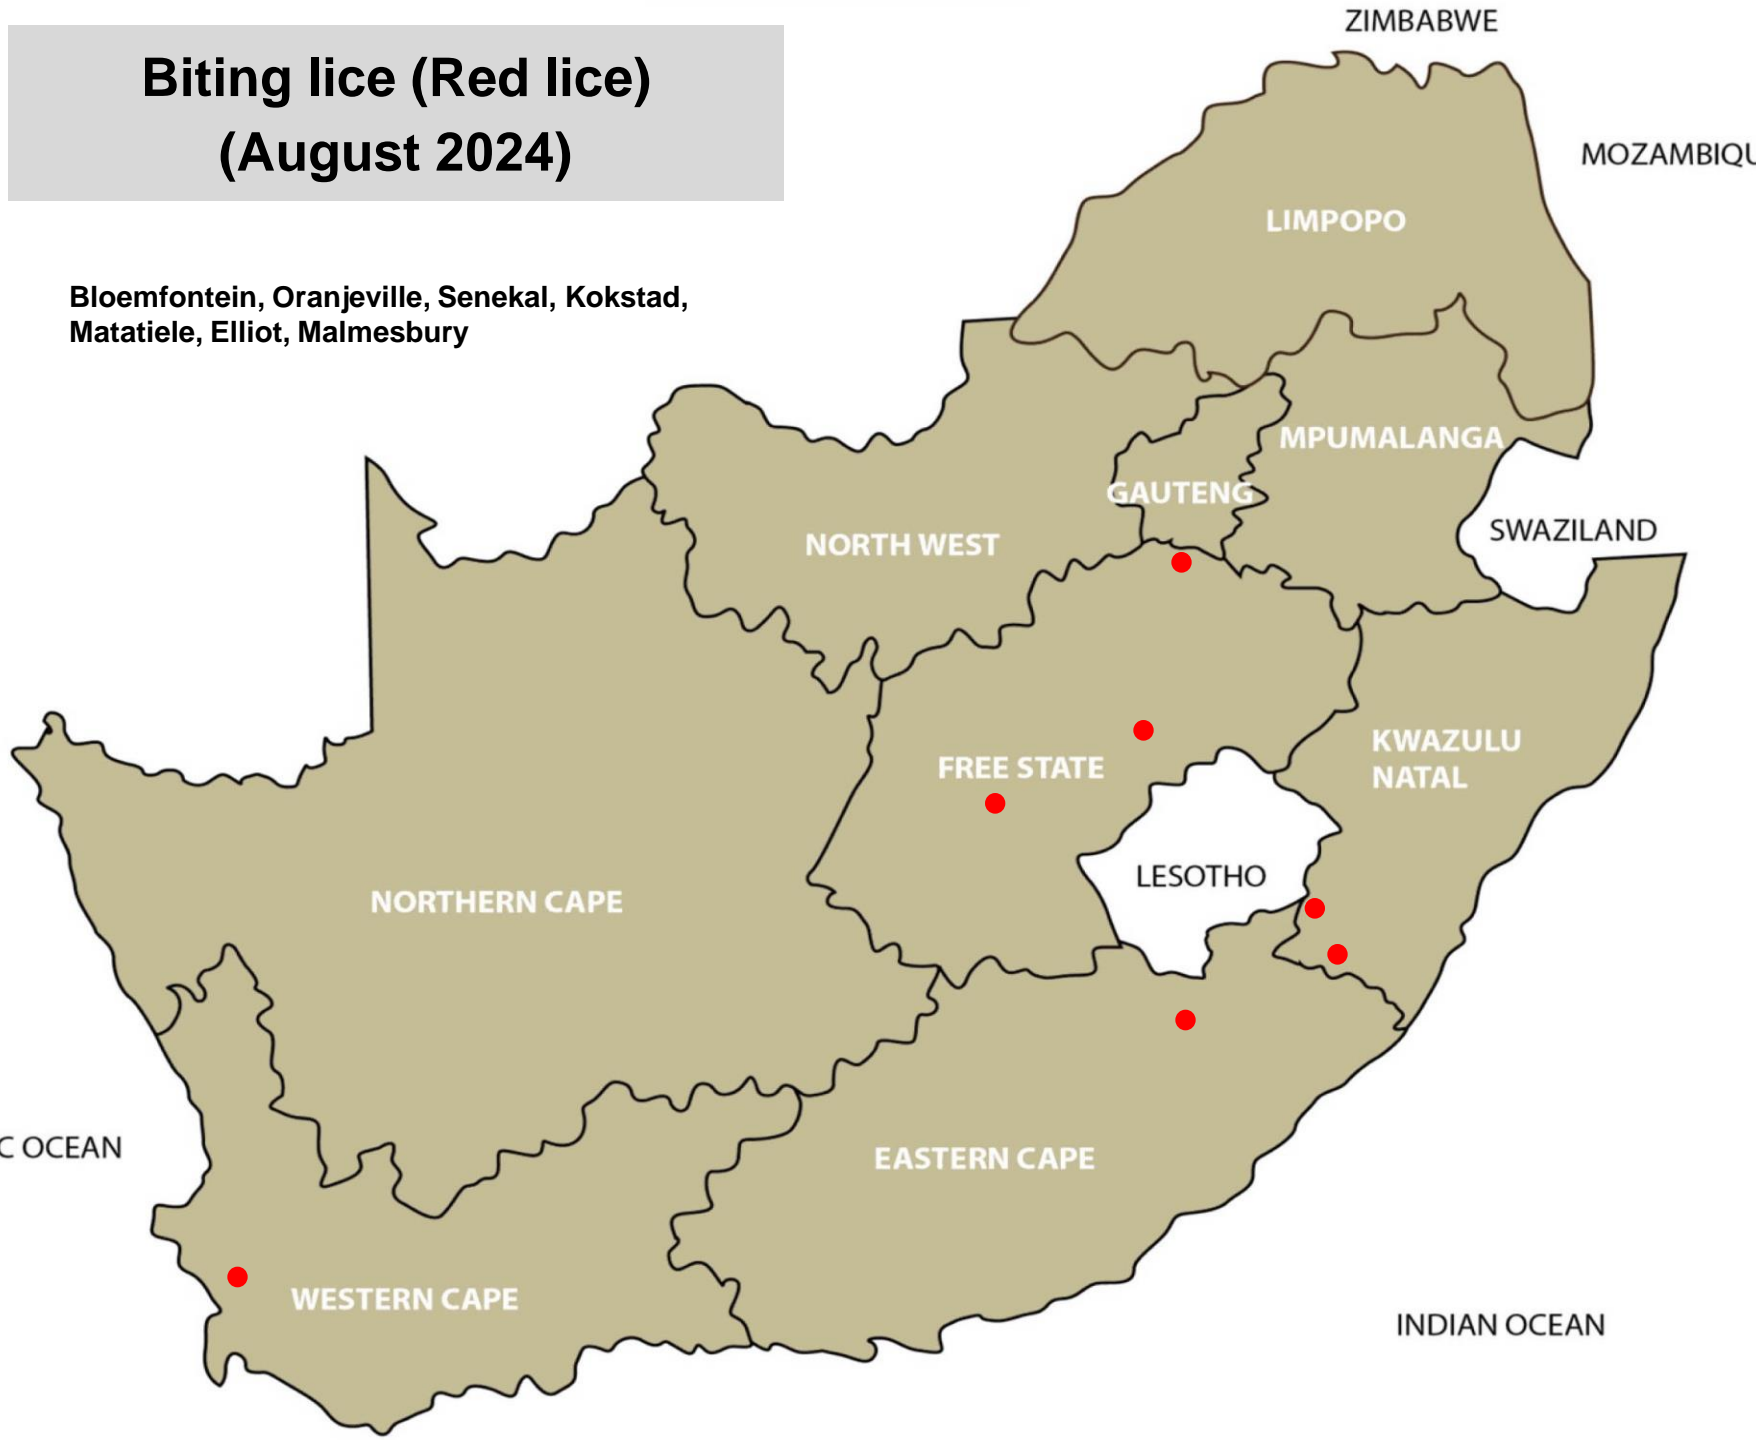 Biting lice (Red lice)
(August 2024)
Bloemfontein, Oranjeville, Senekal, Kokstad,
Matatiele, Elliot, Malmesbury
ZIMBABWE
MOZAMBIQU
LIMPOPO
MPUMALANGA
GAUTENG
SWAZILAND
NORTH WEST
KWAZULU
NATAL
FREE STATE
LESOTHO
NORTHERN CAPE
C OCEAN
EASTERN CAPE
WESTERN CAPE
INDIAN OCEAN